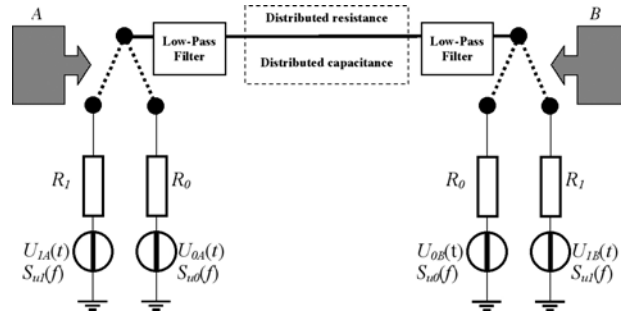 A
Low-Pass
Filter
Distributed resistance
Distributed capacitance
Low-Pass
Filter
B
R1
R0
R0
R1
U1A(t)
Su1(f)
U0A(t)
Su0(f)
U0B(t)
Su0(f)
U1B(t)
Su1(f)